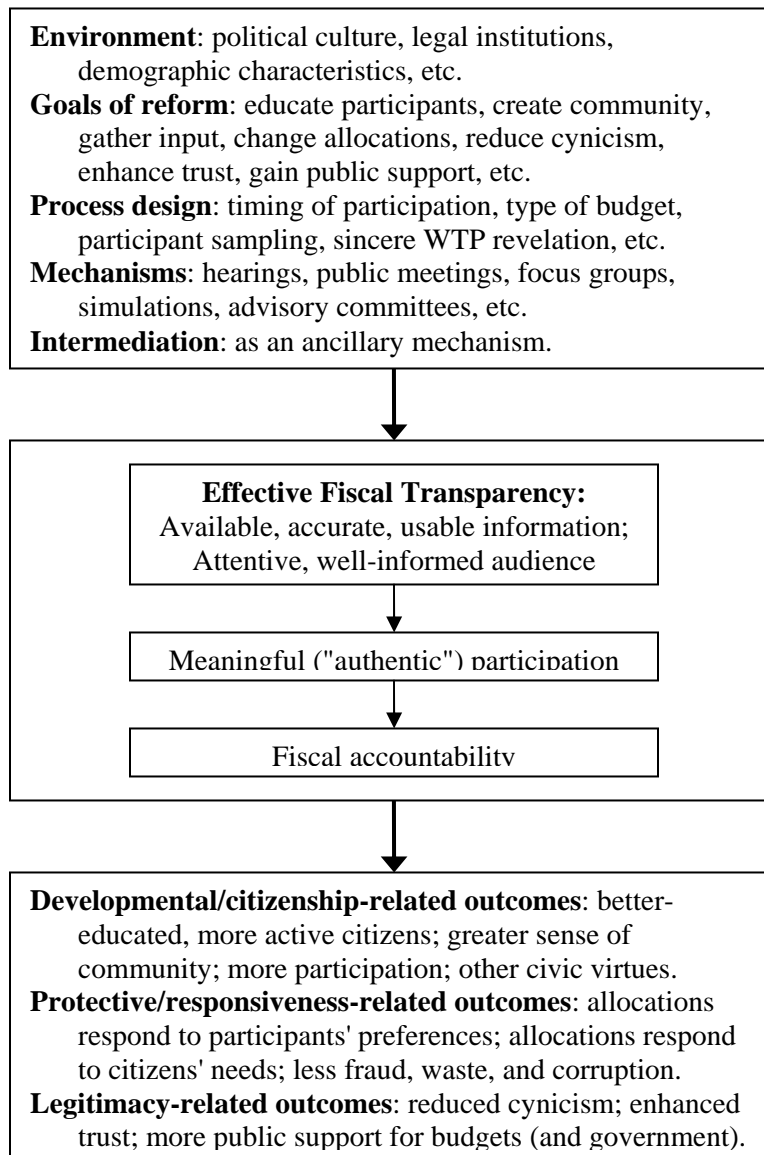 Environment: political culture, legal institutions,
demographic characteristics, etc.
Goals of reform: educate participants, create community,
gather input, change allocations, reduce cynicism,
enhance trust, gain public support, etc.
Process design: timing of participation, type of budget,
participant sampling, sincere WTP revelation, etc.
Mechanisms: hearings, public meetings, focus groups,
simulations, advisory committees, etc.
Intermediation: as an ancillary mechanism.
Effective Fiscal Transparency:
Available, accurate, usable information;
Attentive, well-informed audience
Meaningful ("authentic") participation
Fiscal accountability
Developmental/citizenship-related outcomes: better-
educated, more active citizens; greater sense of
community; more participation; other civic virtues.
Protective/responsiveness-related outcomes: allocations
respond to participants' preferences; allocations respond
to citizens' needs; less fraud, waste, and corruption.
Legitimacy-related outcomes: reduced cynicism; enhanced
trust; more public support for budgets (and government).